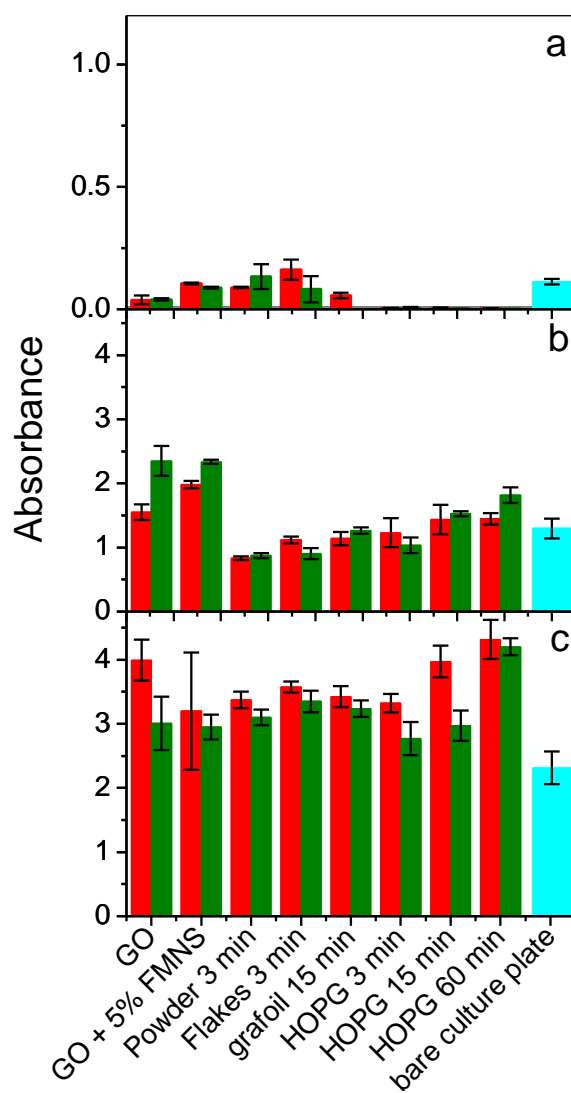 a
1.0
0.5
0.0
b
4
3
2
1
0
c
4
3
2
1
0
Absorbance
GO
GO + 5% FMNS
Powder 3 min
Flakes 3 min
grafoil 15 min
HOPG 3 min
HOPG 15 min
HOPG 60 min
bare culture plate